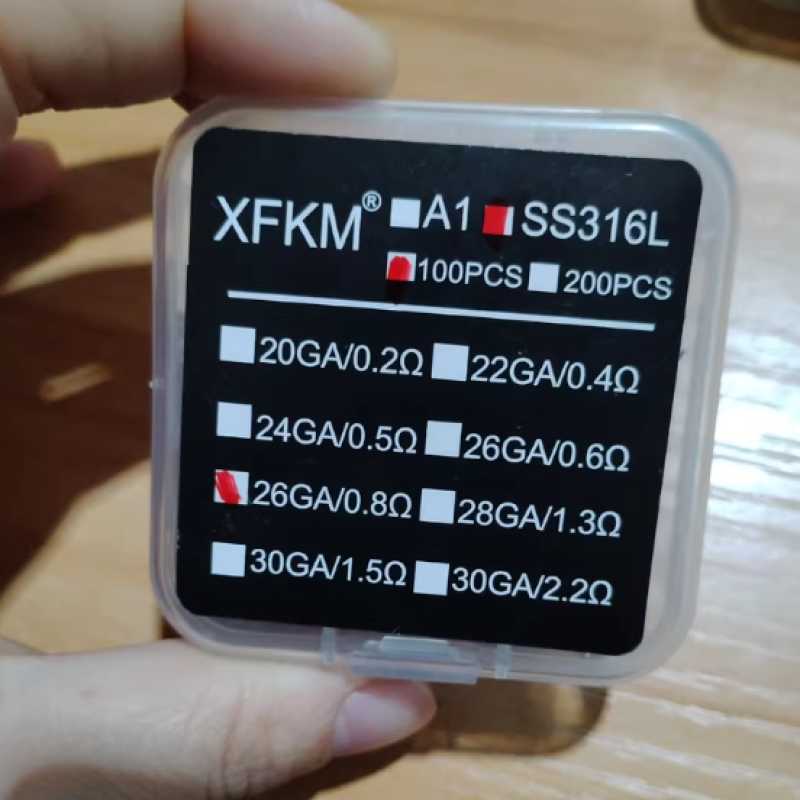 XFKM® A1 SS316L
100PCS 200PCS
20GA/0.2Ω 22GA/0.4Ω
24GA/0.5Ω 26GA/0.6Ω
26GA/0.8Ω 28GA/1.3Ω
30GA/1.5Ω 30GA/2.2Ω